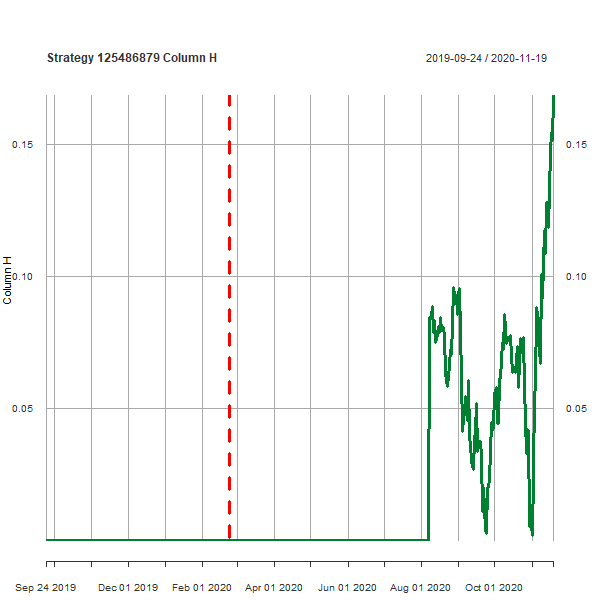 Strategy 125486879 Column H
2019-09-24 / 2020-11-19
0.15
0.15
0.10
0.10
Column H
0.05
0.05
Sep 24 2019
Dec 01 2019
Feb 01 2020
Apr 01 2020
Jun 01 2020
Aug 01 2020
Oct 01 2020